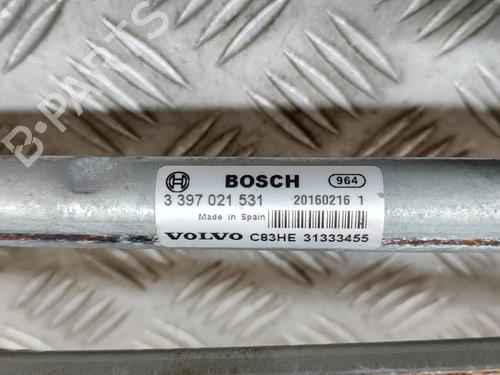 BOSCH 964
3 397 021 531 20160216 1
Made in Spain
VOLVO C83HE 31333455
B-PARTS